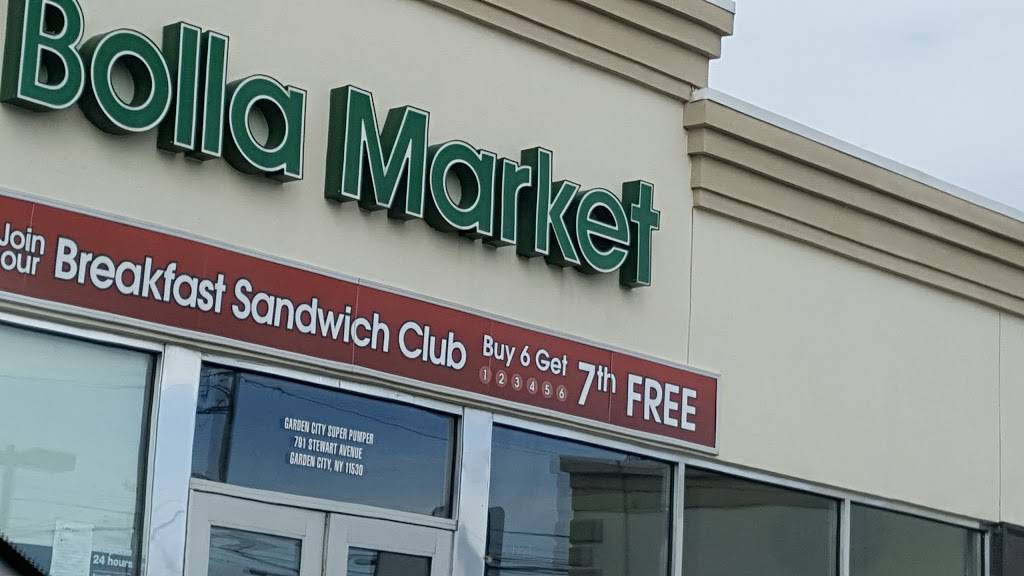 Bolla Market
Join our Breakfast Sandwich Club Buy 6 Get 7th FREE
1 2 3 4 5 6
GARDEN CITY SUPER PUMPER
791 STEWART AVENUE
GARDEN CITY, NY 11530
24 hours